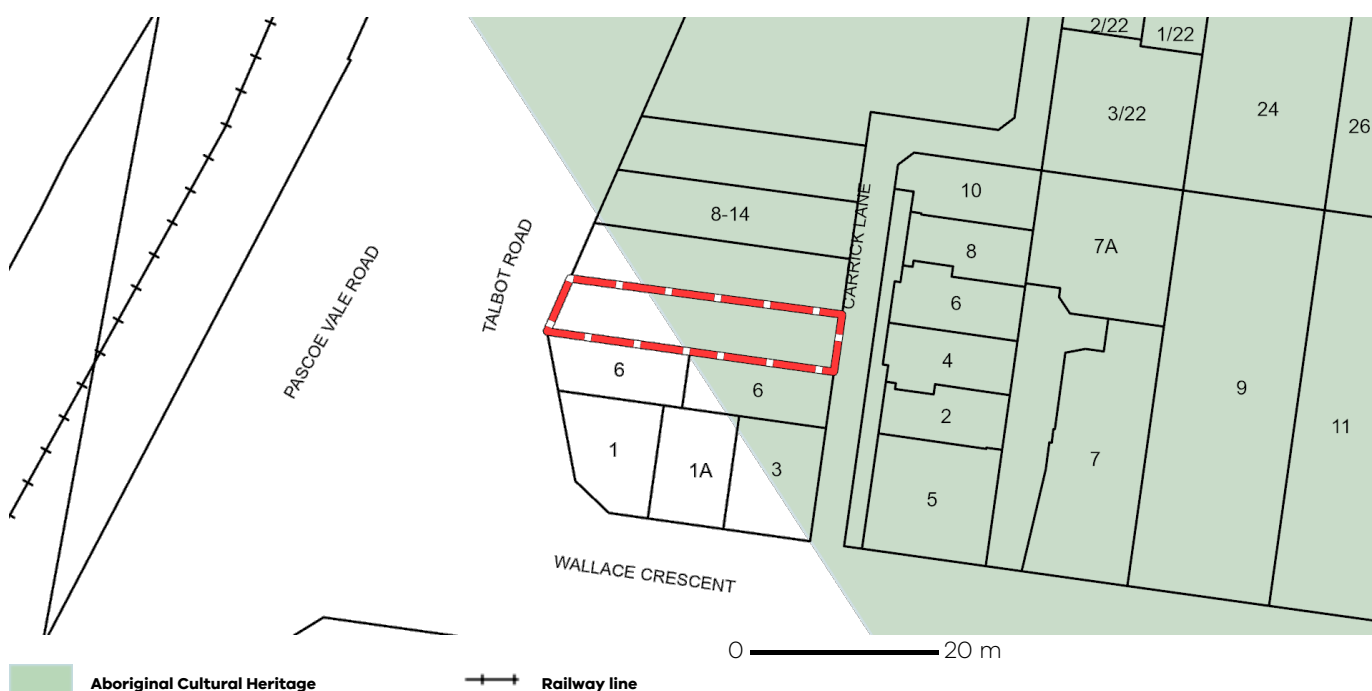 2/22
1/22
3/22
24
26
10
8-14
CARRICK LANE
7A
8
TALBOT ROAD
PASCOE VALE ROAD
6
6
4
6
9
2
11
1
1A
3
7
5
WALLACE CRESCENT
0 20 m
Aboriginal Cultural Heritage
Railway line